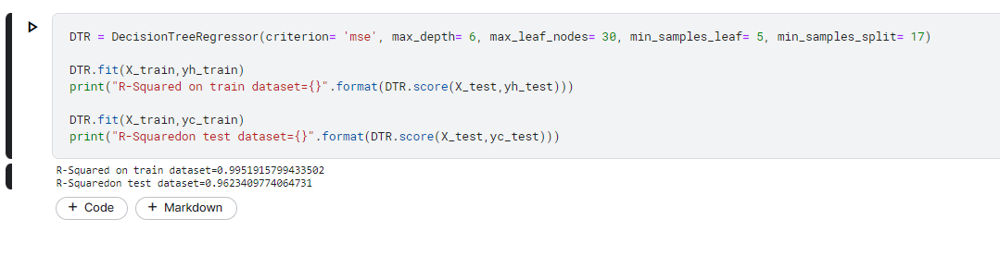 DTR = DecisionTreeRegressor(criterion= 'mse', max_depth= 6, max_leaf_nodes= 30, min_samples_leaf= 5, min_samples_split= 17)
DTR.fit(X_train,yh_train)
print("R-Squared on train dataset={}".format(DTR.score(X_test,yh_test)))
DTR.fit(X_train,yc_train)
print("R-Squaredon test dataset={}".format(DTR.score(X_test,yc_test)))
R-Squared on train dataset=0.9951915799433502
R-Squaredon test dataset=0.9623409774064731
+ Code + Markdown